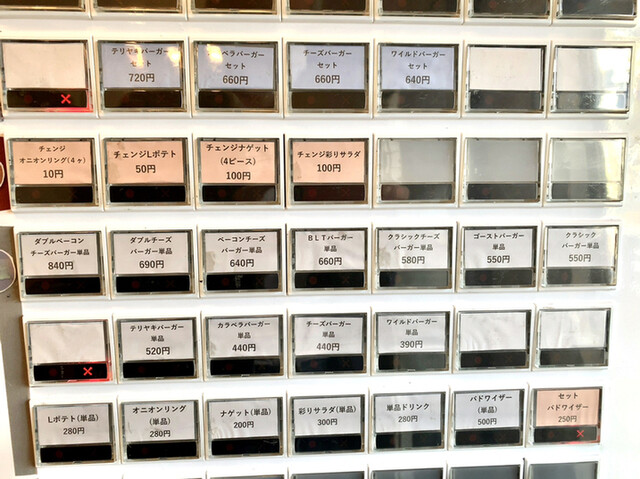 テリヤキバーガー
セット
720円
カラベラバーガー
セット
660円
チーズバーガー
セット
660円
ワイルドバーガー
セット
640円
チェンジ
オニオンリング(4ヶ)
10円
チェンジLポテト
50円
チェンジナゲット
(4ピース)
100円
チェンジ彩りサラダ
100円
ダブルベーコン
チーズバーガー単品
840円
ダブルチーズ
バーガー単品
690円
ベーコンチーズ
バーガー単品
640円
BLTバーガー
単品
660円
クラシックチーズ
バーガー単品
580円
ゴーストバーガー
単品
550円
クラシック
バーガー単品
550円
テリヤキバーガー
単品
520円
カラベラバーガー
単品
440円
チーズバーガー
単品
440円
ワイルドバーガー
単品
390円
Lポテト(単品)
280円
オニオンリング
(単品)
280円
ナゲット(単品)
200円
彩りサラダ(単品)
300円
単品ドリンク
280円
バドワイザー
(単品)
500円
セット
バドワイザー
250円